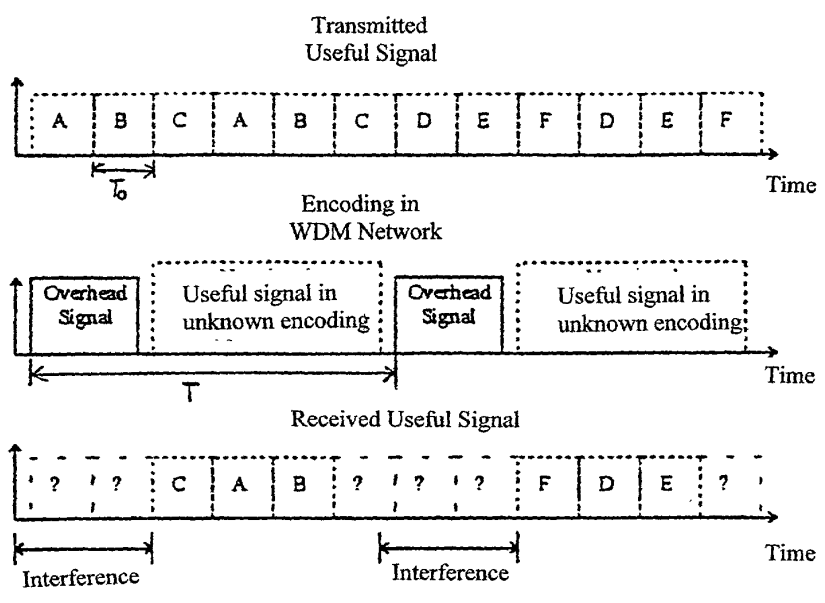 Transmitted
Useful Signal
A B C A B C D E F D E F
T₀
Time
Encoding in
WDM Network
Overhead
Signal
Useful signal in
unknown encoding
Overhead
Signal
Useful signal in
unknown encoding
T
Time
Received Useful Signal
? ? C A B ? ? ? F D E ?
Interference
Interference
Time